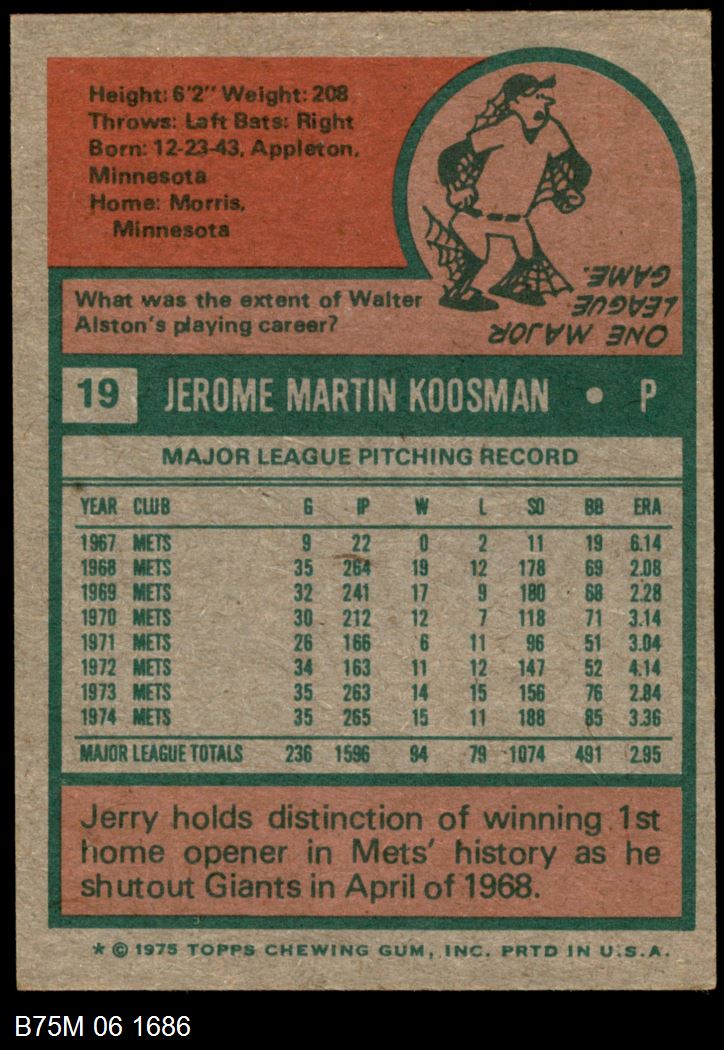 Height: 6'2" Weight: 208
Throws: Left Bats: Right
Born: 12-23-43, Appleton,
Minnesota
Home: Morris,
Minnesota
What was the extent of Walter
Alston's playing career?
ONE MAJOR
LEAGUE
GAME.
19 JEROME MARTIN KOOSMAN • P
MAJOR LEAGUE PITCHING RECORD
YEAR CLUB G IP W L SO BB ERA
1967 METS 9 22 0 2 11 19 6.14
1968 METS 35 264 19 12 178 69 2.08
1969 METS 32 241 17 9 180 68 2.28
1970 METS 30 212 12 7 118 71 3.14
1971 METS 26 166 6 11 96 51 3.04
1972 METS 34 163 11 12 147 52 4.14
1973 METS 35 263 14 15 156 76 2.84
1974 METS 35 265 15 11 188 85 3.36
MAJOR LEAGUE TOTALS 236 1596 94 79 1074 491 2.95
Jerry holds distinction of winning 1st
home opener in Mets' history as he
shutout Giants in April of 1968.
* © 1975 TOPPS CHEWING GUM, INC. PRTD IN U.S.A.
B75M 06 1686